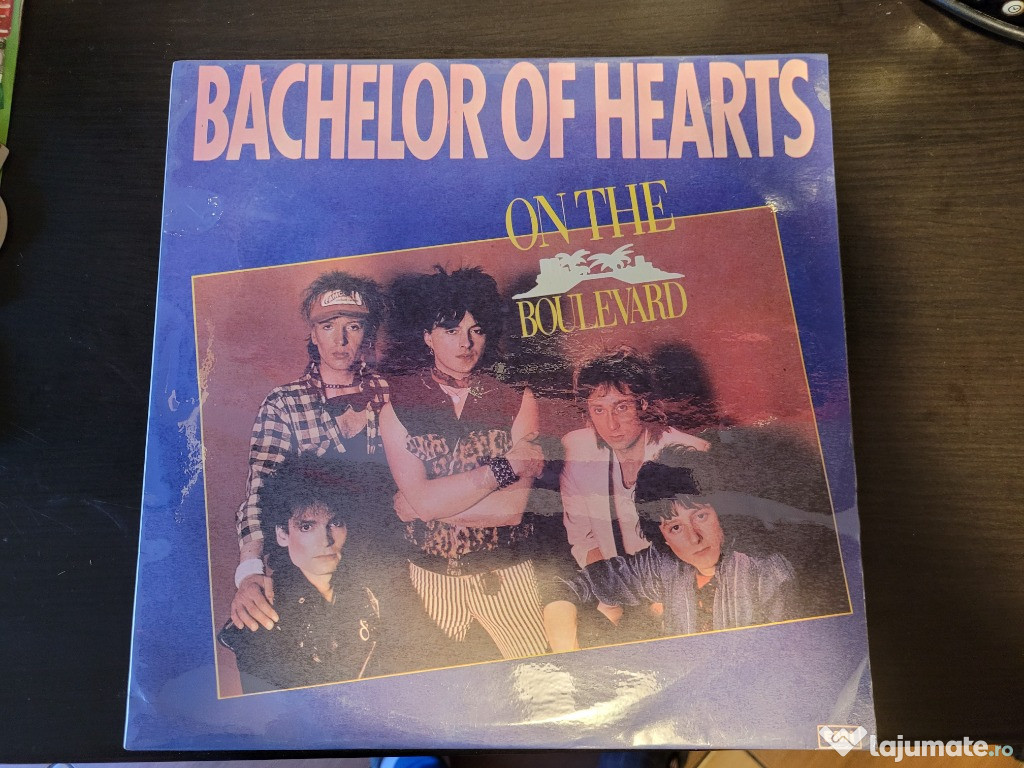 BACHELOR OF HEARTS
ON THE
BOULEVARD
lajumate.ro